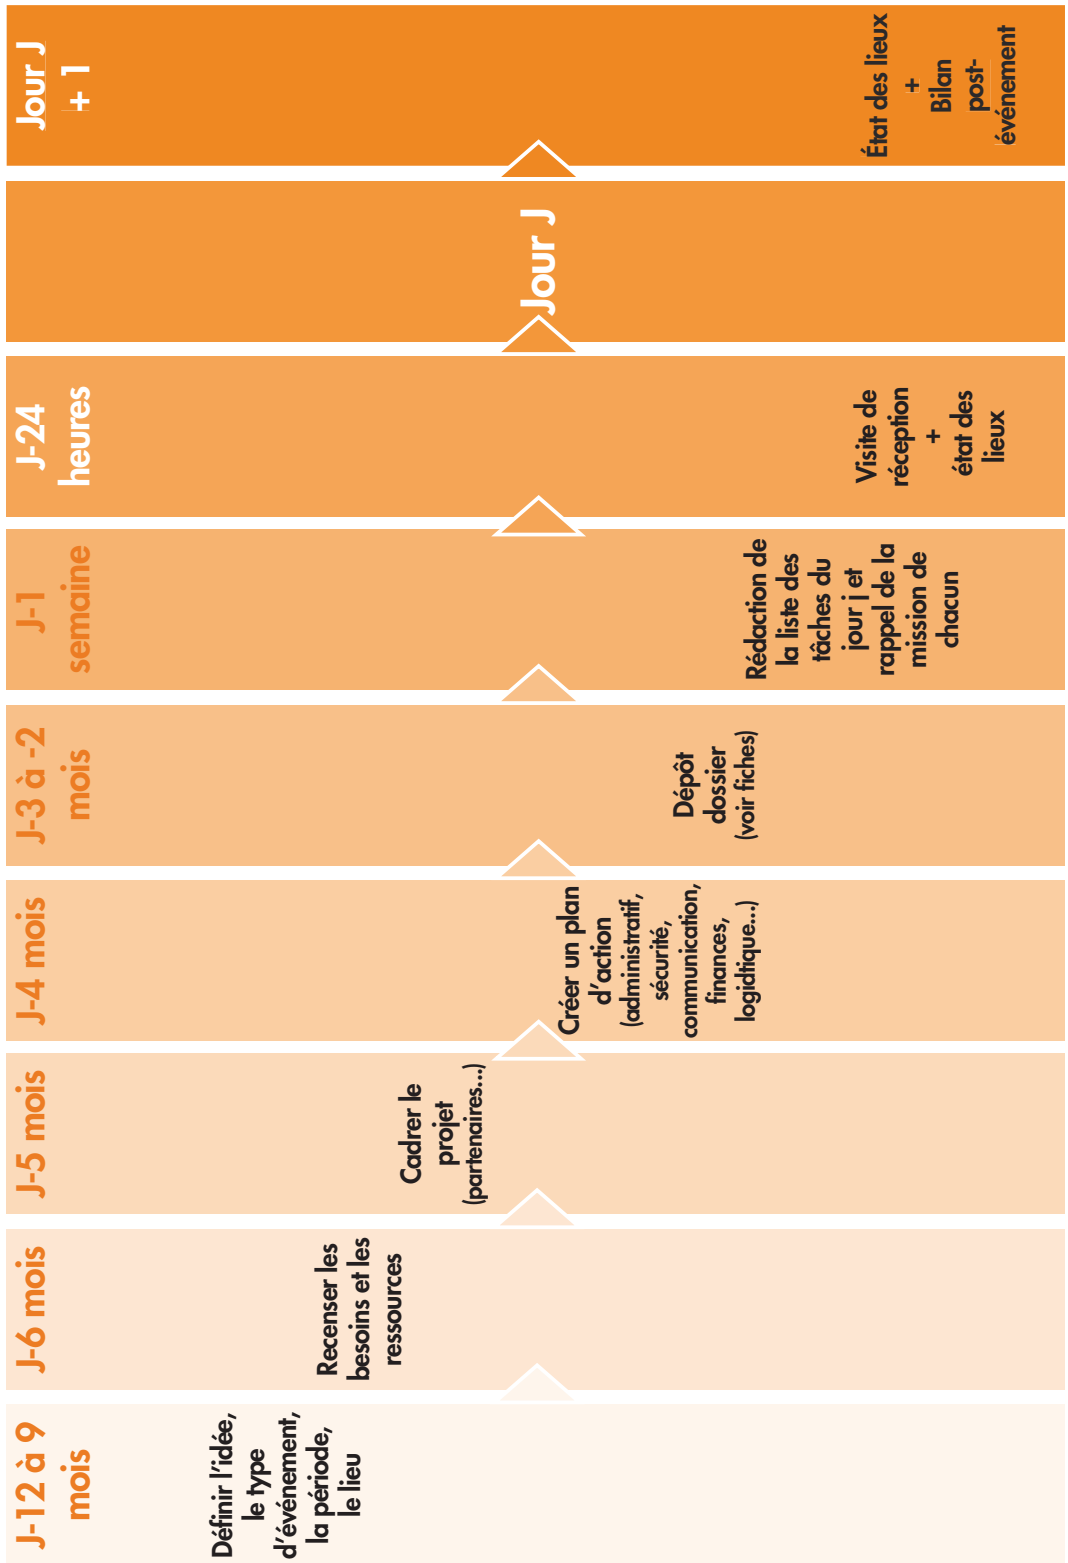 J-12 à 9
mois
Définir l'idée,
le type
d'événement,
la période,
le lieu
J-6 mois
Recenser les
besoins et les
ressources
J-5 mois
Cadrer le
projet
(partenaires...)
J-4 mois
Créer un plan
d'action
(administratif,
sécurité,
communication,
finances,
logidtique...)
J-3 à -2
mois
Dépôt
dossier
(voir fiches)
J-1
semaine
Rédaction de
la liste des
tâches du
jour j et
rappel de la
mission de
chacun
J-24
heures
Visite de
réception
+
état des
lieux
Jour J
Jour J
+ 1
État des lieux
+
Bilan
post-
événement